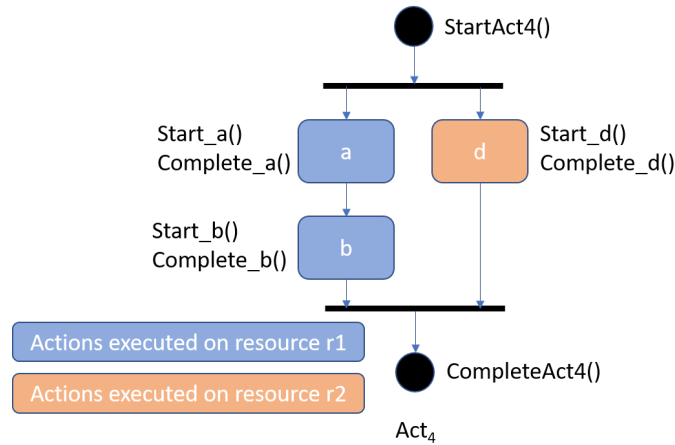 StartAct4()
Start_a()
Complete_a()
a
d
Start_d()
Complete_d()
Start_b()
Complete_b()
b
Actions executed on resource r1
Actions executed on resource r2
CompleteAct4()
Act₄